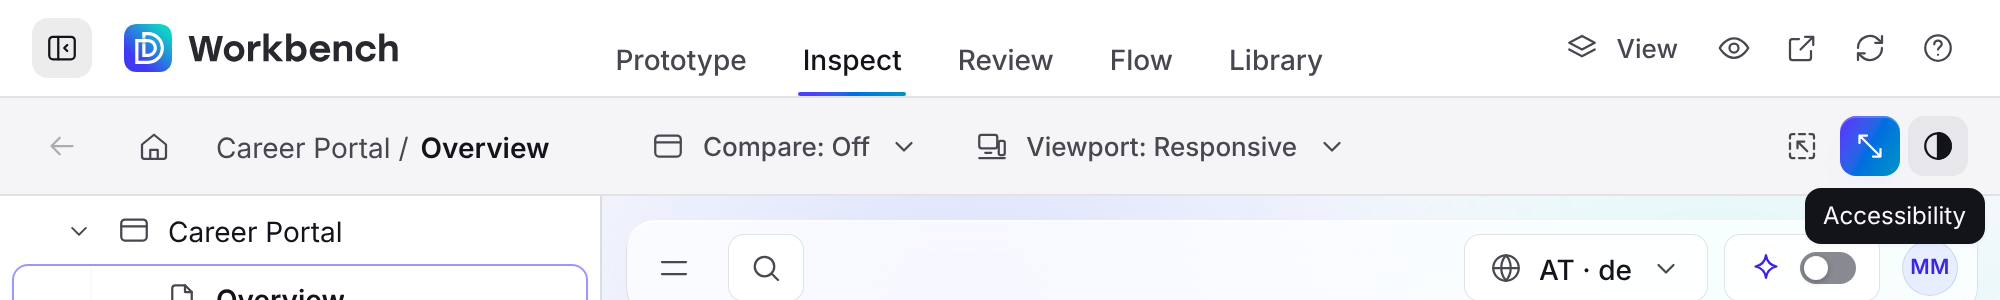 Workbench
Prototype Inspect Review Flow Library
View
Career Portal / Overview
Compare: Off
Viewport: Responsive
Accessibility
Career Portal
Overview
AT · de
MM